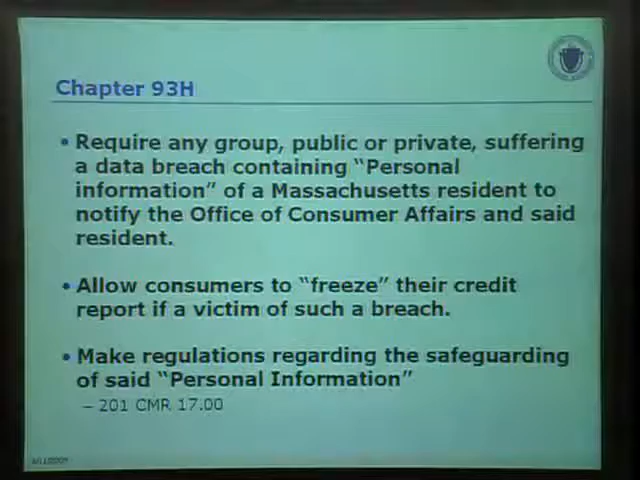 Chapter 93H
• Require any group, public or private, suffering
a data breach containing “Personal
information” of a Massachusetts resident to
notify the Office of Consumer Affairs and said
resident.
• Allow consumers to “freeze” their credit
report if a victim of such a breach.
• Make regulations regarding the safeguarding
of said “Personal Information”
– 201 CMR 17.00